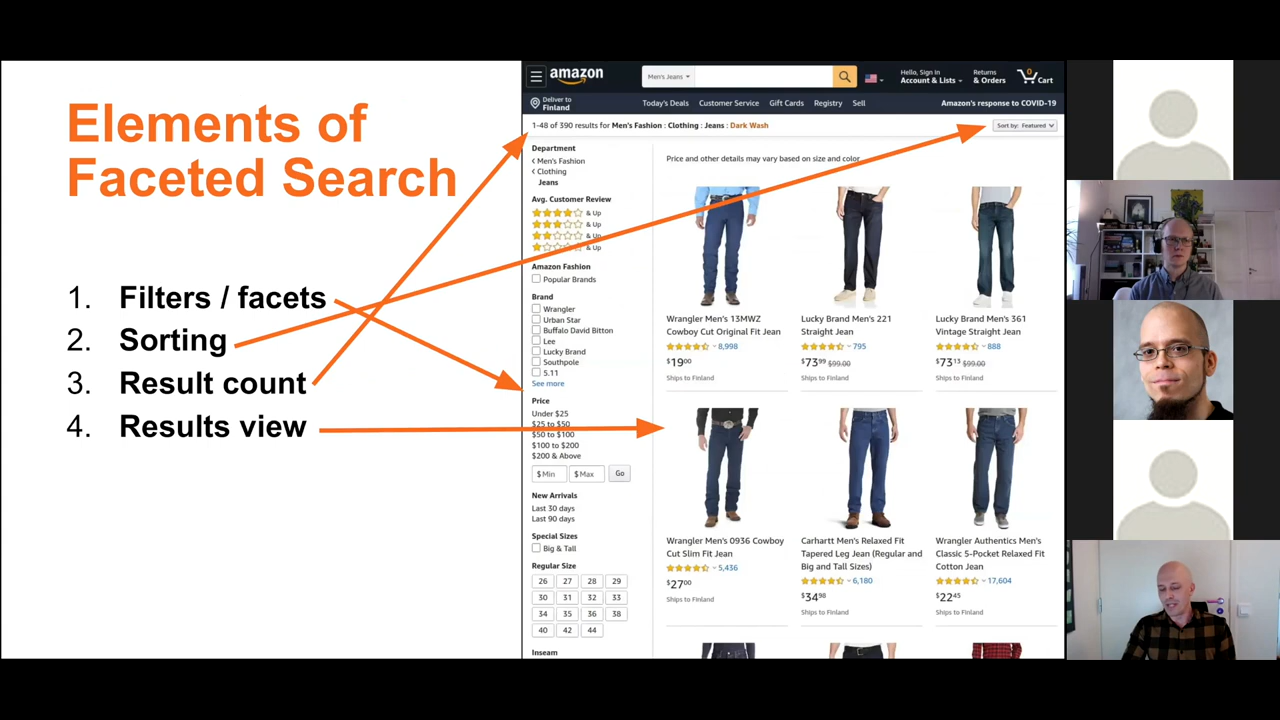 Elements of
Faceted Search
1. Filters / facets
2. Sorting
3. Result count
4. Results view
amazon
Men's Jeans
Hello, Sign In
Account & Lists
Returns
& Orders
0
Cart
Deliver to
Finland
Today's Deals Customer Service Gift Cards Registry Sell
Amazon's response to COVID-19
1-48 of 390 results for Men's Fashion : Clothing : Jeans : Dark Wash
Sort by: Featured
Department
Men's Fashion
Clothing
Jeans
Avg. Customer Review
& Up
& Up
& Up
& Up
Amazon Fashion
Popular Brands
Brand
Wrangler
Urban Star
Buffalo David Bitton
Lee
Lucky Brand
Southpole
5.11
See more
Price
Under $25
$25 to $50
$50 to $100
$100 to $200
$200 & Above
$ Min $ Max Go
New Arrivals
Last 30 days
Last 90 days
Special Sizes
Big & Tall
Regular Size
26 27 28 29
30 31 32 33
34 35 36 38
40 42 44
Inseam
Price and other details may vary based on size and color
Wrangler Men's 13MWZ
Cowboy Cut Original Fit Jean
8,998
$1900
Ships to Finland
Lucky Brand Men's 221
Straight Jean
795
$7399 $99.00
Ships to Finland
Lucky Brand Men's 361
Vintage Straight Jean
888
$7313 $99.00
Ships to Finland
Wrangler Men's 0936 Cowboy
Cut Slim Fit Jean
5,436
$2700
Ships to Finland
Carhartt Men's Relaxed Fit
Tapered Leg Jean (Regular and
Big and Tall Sizes)
6,180
$3498
Ships to Finland
Wrangler Authentics Men's
Classic 5-Pocket Relaxed Fit
Cotton Jean
17,604
$2245
Ships to Finland